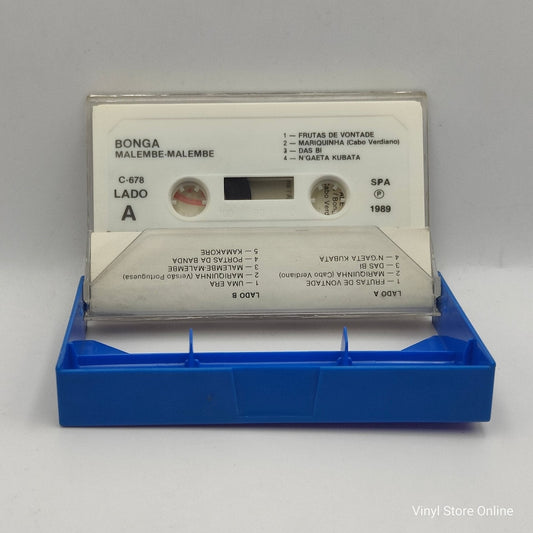 BONGA
MALEMBE-MALEMBE
1 — FRUTAS DE VONTADE
2 — MARIQUINHA (Cabo Verdiano)
3 — DAS BI
4 — N'GAETA KUBATA
C-678
LADO
A
SPA
P
1989
LADO A
1 — FRUTAS DE VONTADE
2 — MARIQUINHA (Cabo Verdiano)
3 — DAS BI
4 — N'GAETA KUBATA
LADO B
1 — UMA ERA
2 — MARIQUINHA (Versão Portuguesa)
3 — MALEMBE-MALEMBE
4 — PORTAS DA BANDA
5 — KAMAKORE
Vinyl Store Online